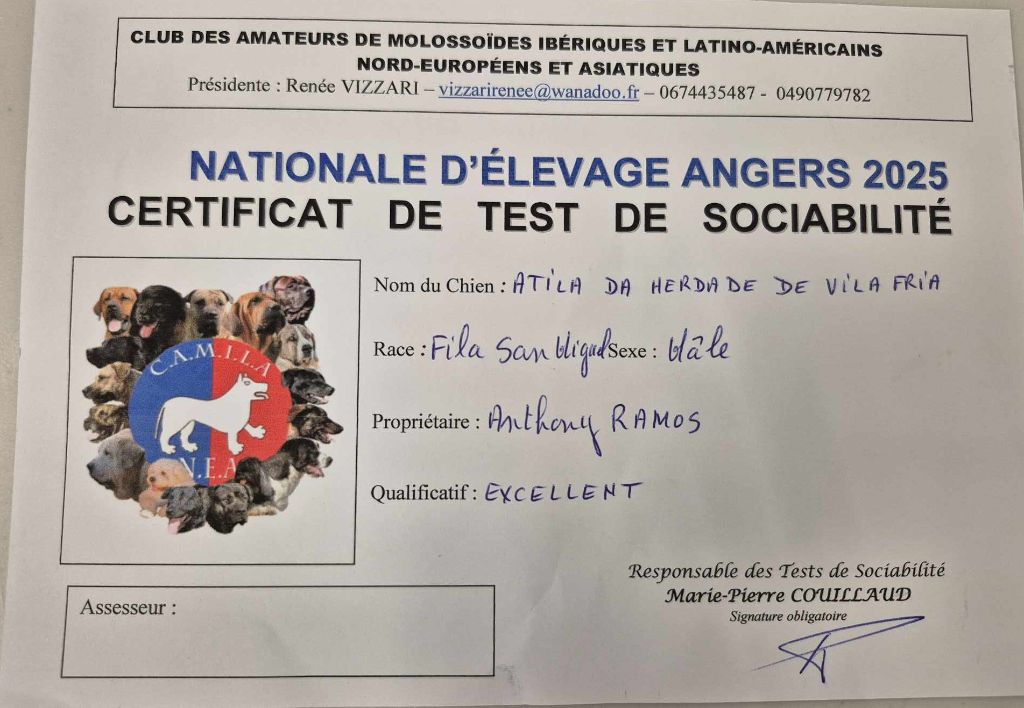 CLUB DES AMATEURS DE MOLOSSOÏDES IBÉRIQUES ET LATINO-AMÉRICAINS
NORD-EUROPÉENS ET ASIATIQUES
Présidente : Renée VIZZARI – vizzarirenee@wanadoo.fr – 0674435487 - 0490779782
NATIONALE D'ÉLEVAGE ANGERS 2025
CERTIFICAT DE TEST DE SOCIABILITÉ
C.A.M.I.L.A
N.E.A
Nom du Chien : ATILA DA HERDADE DE VILA FRIA
Race : Fila San Miguel Sexe : Mâle
Propriétaire : Anthony RAMOS
Qualificatif : EXCELLENT
Responsable des Tests de Sociabilité
Marie-Pierre COUILLAUD
Signature obligatoire
Assesseur :